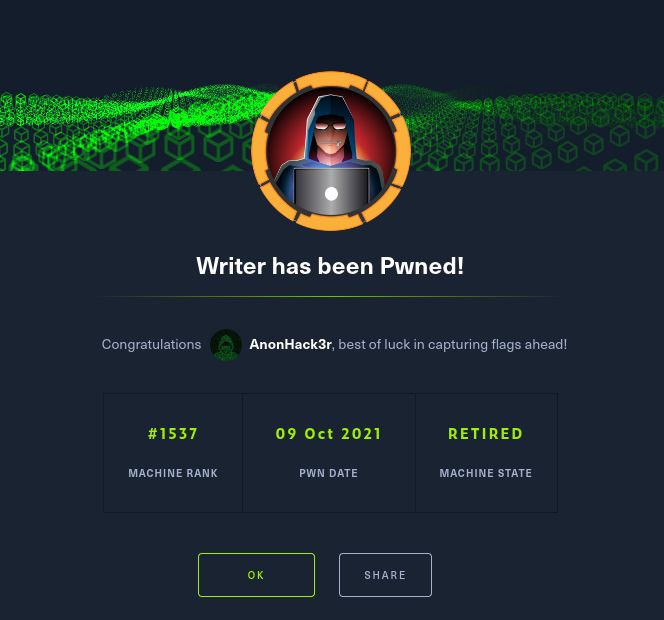 Writer has been Pwned!
Congratulations AnonHack3r, best of luck in capturing flags ahead!
#1537 09 Oct 2021 RETIRED
MACHINE RANK PWN DATE MACHINE STATE
OK SHARE